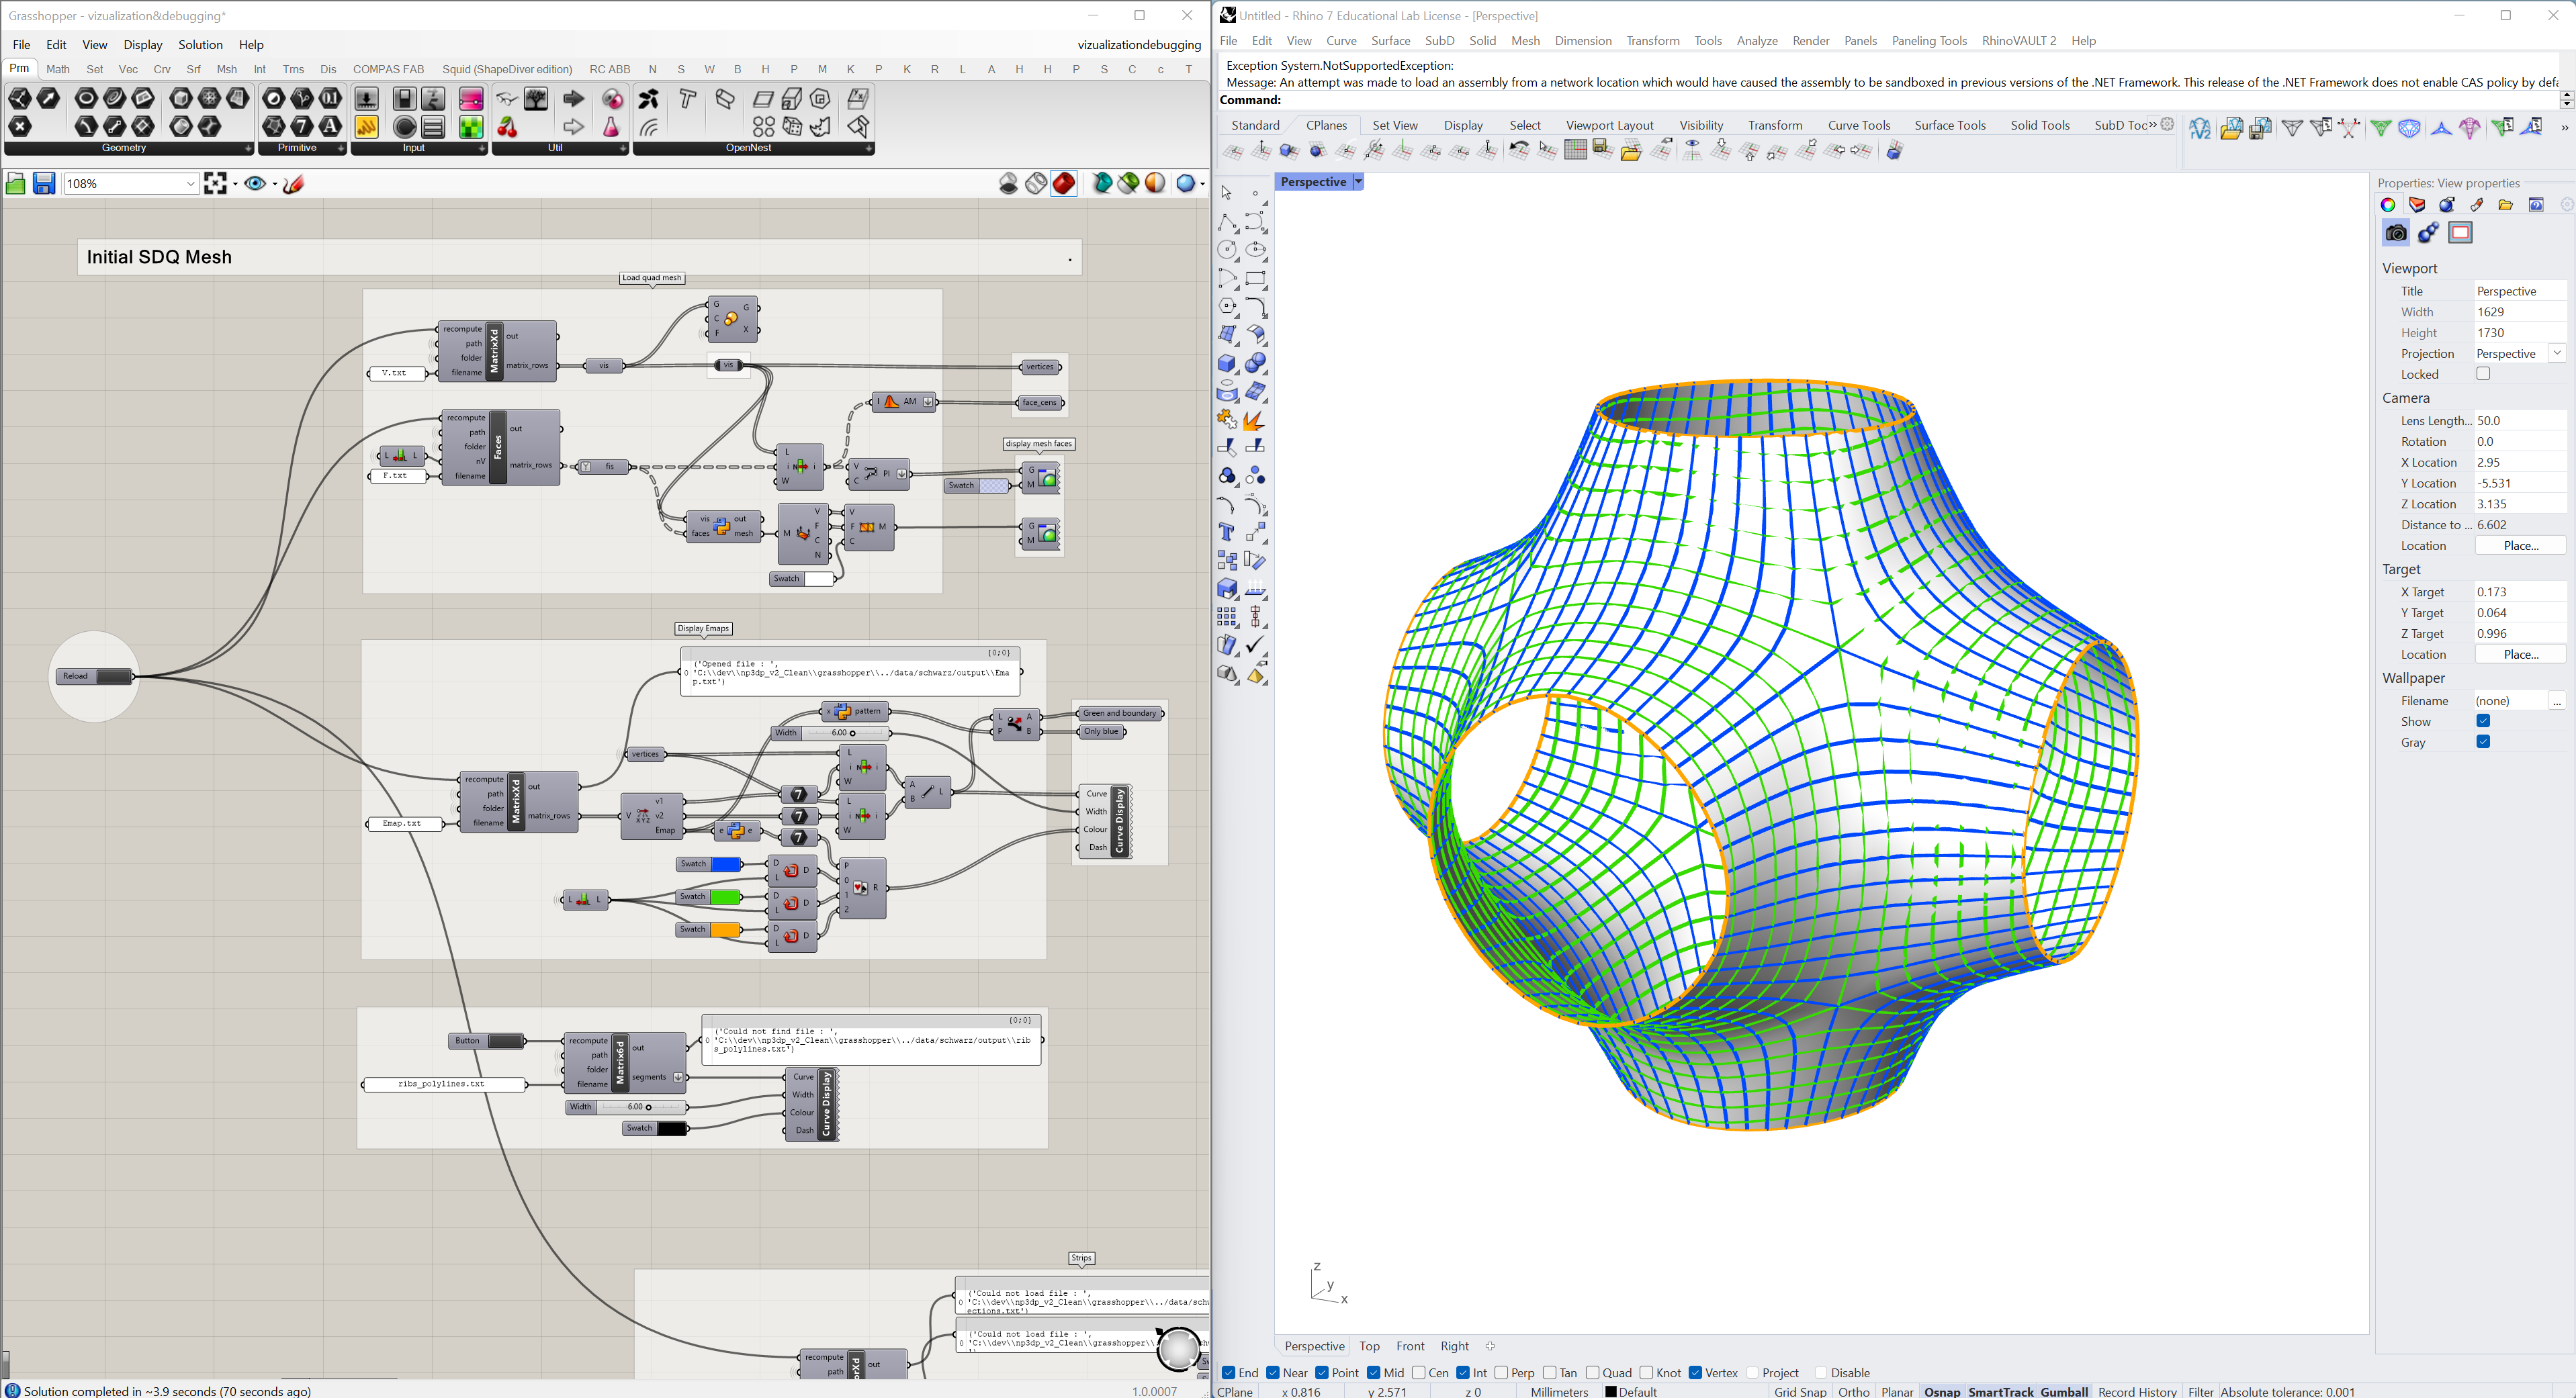 Grasshopper - vizualization&debugging*
File Edit View Display Solution Help
vizualizationdebugging
Prm Math Set Vec Crv Srf Msh Int Trns Dis COMPAS FAB Squid (ShapeDiver edition) RC ABB N S W B H P M K P K R L A H H P S C c T
Geometry Primitive Input Util OpenNest
108%
Initial SDQ Mesh .
Load quad mesh
recompute
path
folder
filename
MatrixXd
out
matrix_rows
V.txt
vis
G
C
F
G
X
vis
vertices
face_cens
recompute
path
folder
nV
filename
Faces
out
matrix_rows
L L
F.txt
fis
I AM
L
i i
W
V
C
Pl
display mesh faces
Swatch
G
M
vis
faces
out
mesh
M
V
F
C
N
V
F
C
M
G
M
Swatch
Reload
Display Emaps
{0;0}
('Opened file : ',
0 'C:\\dev\\np3dp_v2_Clean\\grasshopper\\../data/schwarz/output\\Ema
p.txt')
x pattern
Width 6.00
vertices
L
P
A
B
Green and boundary
Only blue
L
i i
W
A
B
L
recompute
path
folder
filename
MatrixXd
out
matrix_rows
Emap.txt
V
v1
v2
Emap
e e
7
7
7
L
i i
W
Curve
Width
Colour
Dash
Curve Display
Swatch
D
L
D
P
0
1
2
R
L L
Swatch
D
L
D
Swatch
D
L
D
{0;0}
('Could not find file : ',
0 'C:\\dev\\np3dp_v2_Clean\\grasshopper\\../data/schwarz/output\\rib
s_polylines.txt')
Button
recompute
path
folder
filename
Matrix6d
out
segments
ribs_polylines.txt
Width 6.00
Swatch
Curve
Width
Colour
Dash
Curve Display
Strips
('Could not load file : ',
0 'C:\\dev\\np3dp_v2_Clean\\grasshopper\\../data/sch
ections.txt')
('Could not load file : ',
0 'C:\\dev\\np3dp_v2_Clean\\grasshopper\\
recompute
path
out
Solution completed in ~3.9 seconds (70 seconds ago)
1.0.0007
Untitled - Rhino 7 Educational Lab License - [Perspective]
File Edit View Curve Surface SubD Solid Mesh Dimension Transform Tools Analyze Render Panels Paneling Tools RhinoVAULT 2 Help
Exception System.NotSupportedException:
Message: An attempt was made to load an assembly from a network location which would have caused the assembly to be sandboxed in previous versions of the .NET Framework. This release of the .NET Framework does not enable CAS policy by defa
Command:
Standard CPlanes Set View Display Select Viewport Layout Visibility Transform Curve Tools Surface Tools Solid Tools SubD Toc
Perspective
Properties: View properties
Viewport
Title Perspective
Width 1629
Height 1730
Projection Perspective
Locked
Camera
Lens Length... 50.0
Rotation 0.0
X Location 2.95
Y Location -5.531
Z Location 3.135
Distance to ... 6.602
Location Place...
Target
X Target 0.173
Y Target 0.064
Z Target 0.996
Location Place...
Wallpaper
Filename (none) ...
Show
Gray
z
y
x
Perspective Top Front Right
End Near Point Mid Cen Int Perp Tan Quad Knot Vertex Project Disable
CPlane x 0.816 y 2.571 z 0 Millimeters Default Grid Snap Ortho Planar Osnap SmartTrack Gumball Record History Filter Absolute tolerance: 0.001